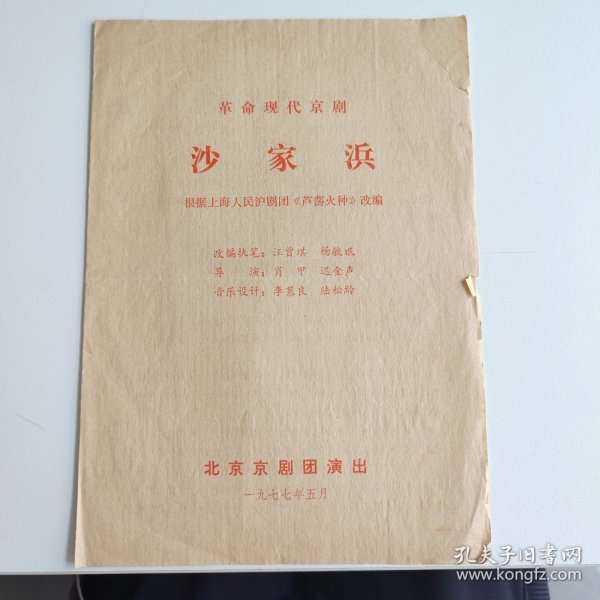 革命现代京剧
沙家浜
根据上海人民沪剧团《芦荡火种》改编
改编执笔：汪曾琪 杨毓珉
导演：肖甲 迟金声
音乐设计：李慕良 陆松龄
北京京剧团演出
一九七七年五月
孔夫子旧书网
www.kongfz.com